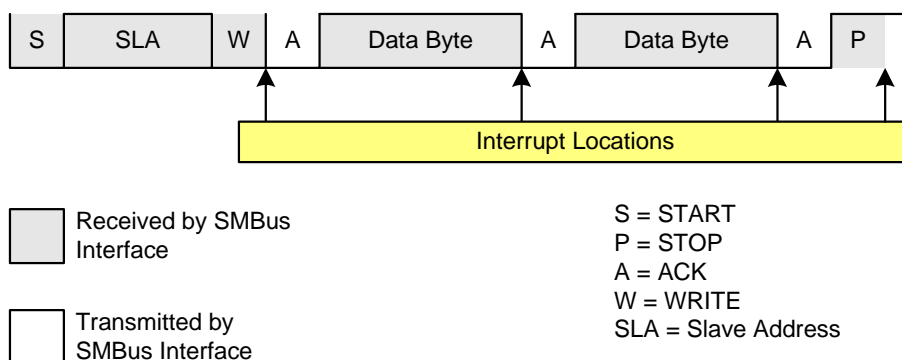 S SLA W A Data Byte A Data Byte A P
Interrupt Locations
Received by SMBus
Interface
Transmitted by
SMBus Interface
S = START
P = STOP
A = ACK
W = WRITE
SLA = Slave Address